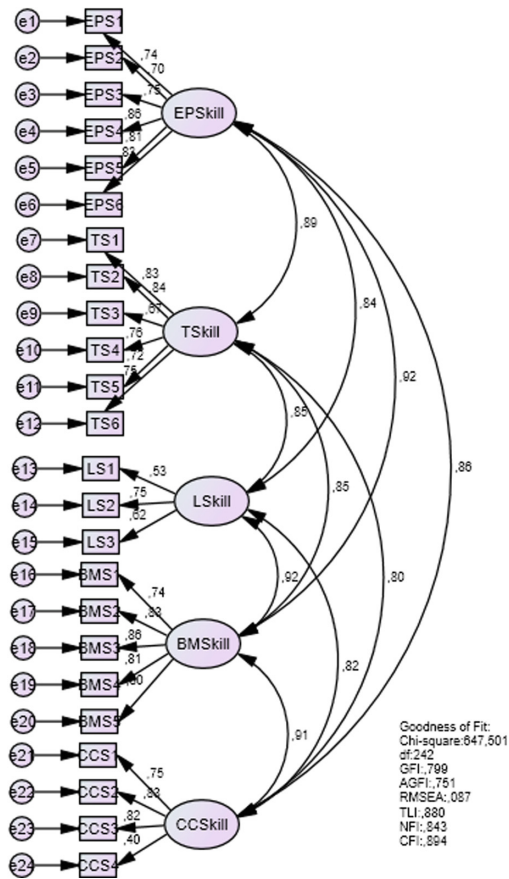 e1 EPS1
,74
e2 EPS2
,70
e3 EPS3 ,75
EPSkill
e4 EPS4 ,86
,81
e5 EPS5
,83
e6 EPS6
e7 TS1
,89
e8 TS2 ,83
,84
e9 TS3 ,67
,84
TSkill
e10 TS4 ,76
,72
e11 TS5 ,75
,92
e12 TS6
,85
e13 LS1 ,53
,86
e14 LS2 ,75
LSkill
,85
e15 LS3 ,62
e16 BMS1
,92
,80
e17 BMS2 ,74
,83
e18 BMS3 ,86
BMSkill
e19 BMS4 ,81
,82
e20 BMS5
,91
e21 CCS1
,75
e22 CCS2 ,83
e23 CCS3 ,82
CCSkill
e24 CCS4 ,40
Goodness of Fit:
Chi-square:647,501
df:242
GFI:,799
AGFI:,751
RMSEA:,087
TLI:,880
NFI:,843
CFI:,894